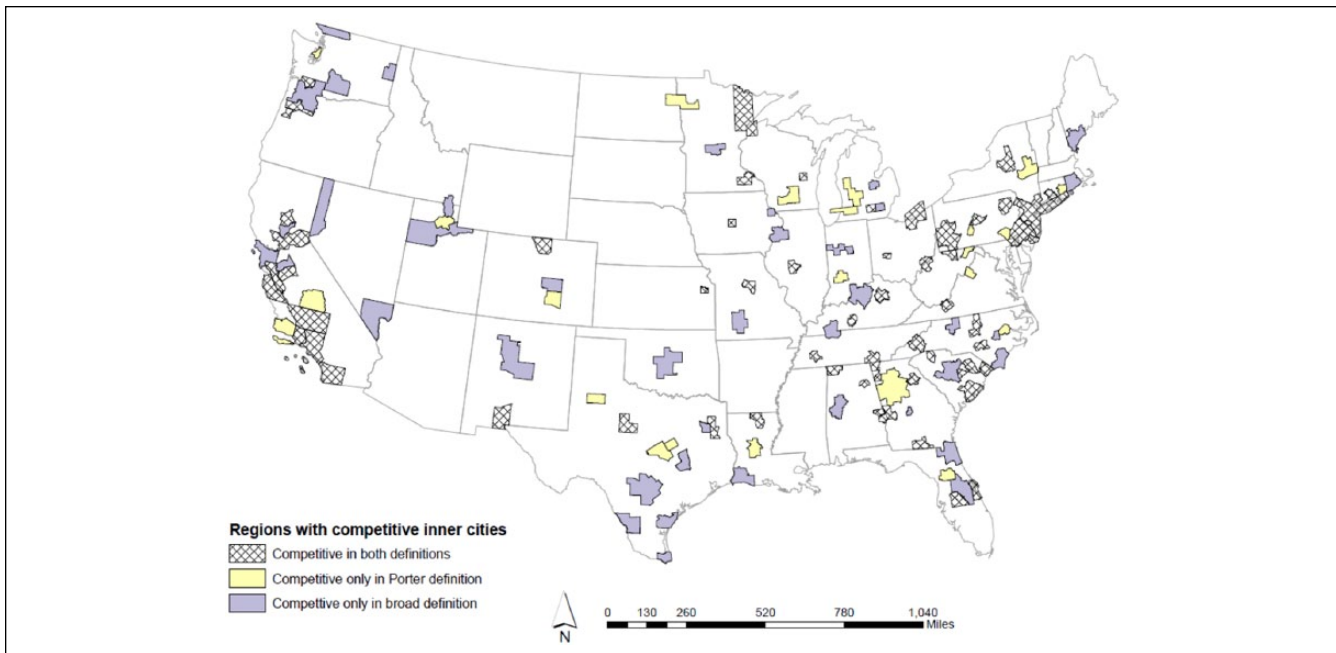 Regions with competitive inner cities
Competitive in both definitions
Competitive only in Porter definition
Compettive only in broad definition
N
0 130 260 520 780 1,040
Miles